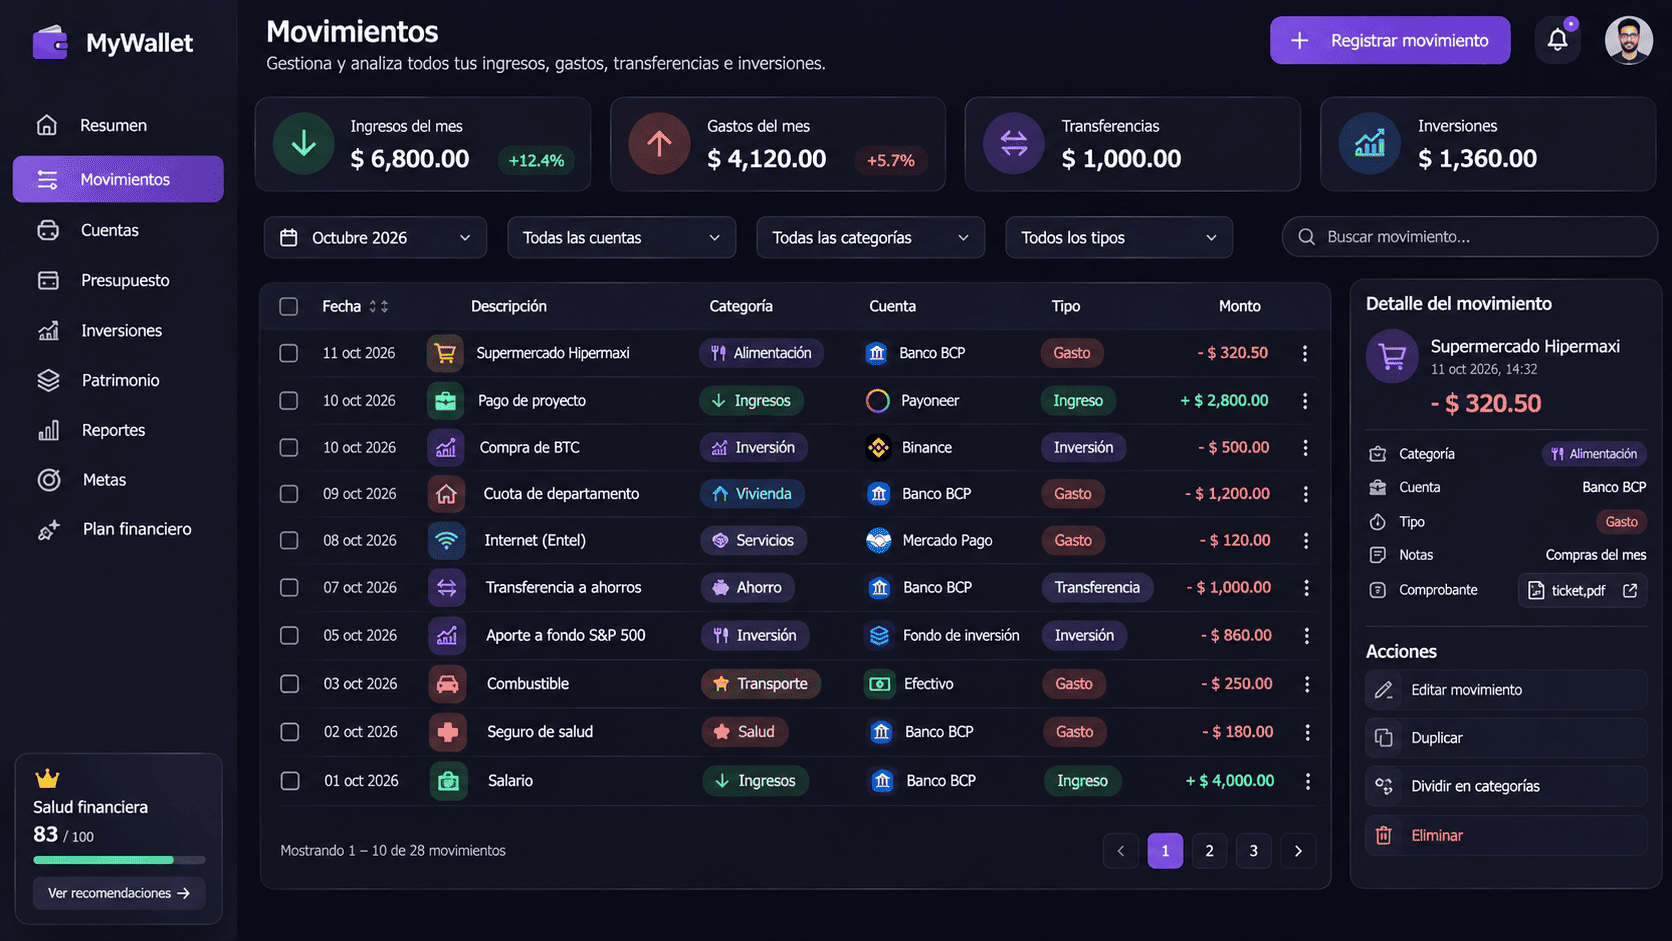 MyWallet
Resumen
Movimientos
Cuentas
Presupuesto
Inversiones
Patrimonio
Reportes
Metas
Plan financiero
Salud financiera
83 / 100
Ver recomendaciones →
Movimientos
Gestiona y analiza todos tus ingresos, gastos, transferencias e inversiones.
+ Registrar movimiento
Ingresos del mes
$ 6,800.00 +12.4%
Gastos del mes
$ 4,120.00 +5.7%
Transferencias
$ 1,000.00
Inversiones
$ 1,360.00
Octubre 2026
Todas las cuentas
Todas las categorías
Todos los tipos
Buscar movimiento...
Fecha Descripción Categoría Cuenta Tipo Monto
11 oct 2026 Supermercado Hipermaxi Alimentación Banco BCP Gasto - $ 320.50
10 oct 2026 Pago de proyecto Ingresos Payoneer Ingreso + $ 2,800.00
10 oct 2026 Compra de BTC Inversión Binance Inversión - $ 500.00
09 oct 2026 Cuota de departamento Vivienda Banco BCP Gasto - $ 1,200.00
08 oct 2026 Internet (Entel) Servicios Mercado Pago Gasto - $ 120.00
07 oct 2026 Transferencia a ahorros Ahorro Banco BCP Transferencia - $ 1,000.00
05 oct 2026 Aporte a fondo S&P 500 Inversión Fondo de inversión Inversión - $ 860.00
03 oct 2026 Combustible Transporte Efectivo Gasto - $ 250.00
02 oct 2026 Seguro de salud Salud Banco BCP Gasto - $ 180.00
01 oct 2026 Salario Ingresos Banco BCP Ingreso + $ 4,000.00
Mostrando 1 – 10 de 28 movimientos
‹ 1 2 3 ›
Detalle del movimiento
Supermercado Hipermaxi
11 oct 2026, 14:32
- $ 320.50
Categoría Alimentación
Cuenta Banco BCP
Tipo Gasto
Notas Compras del mes
Comprobante ticket,pdf
Acciones
Editar movimiento
Duplicar
Dividir en categorías
Eliminar